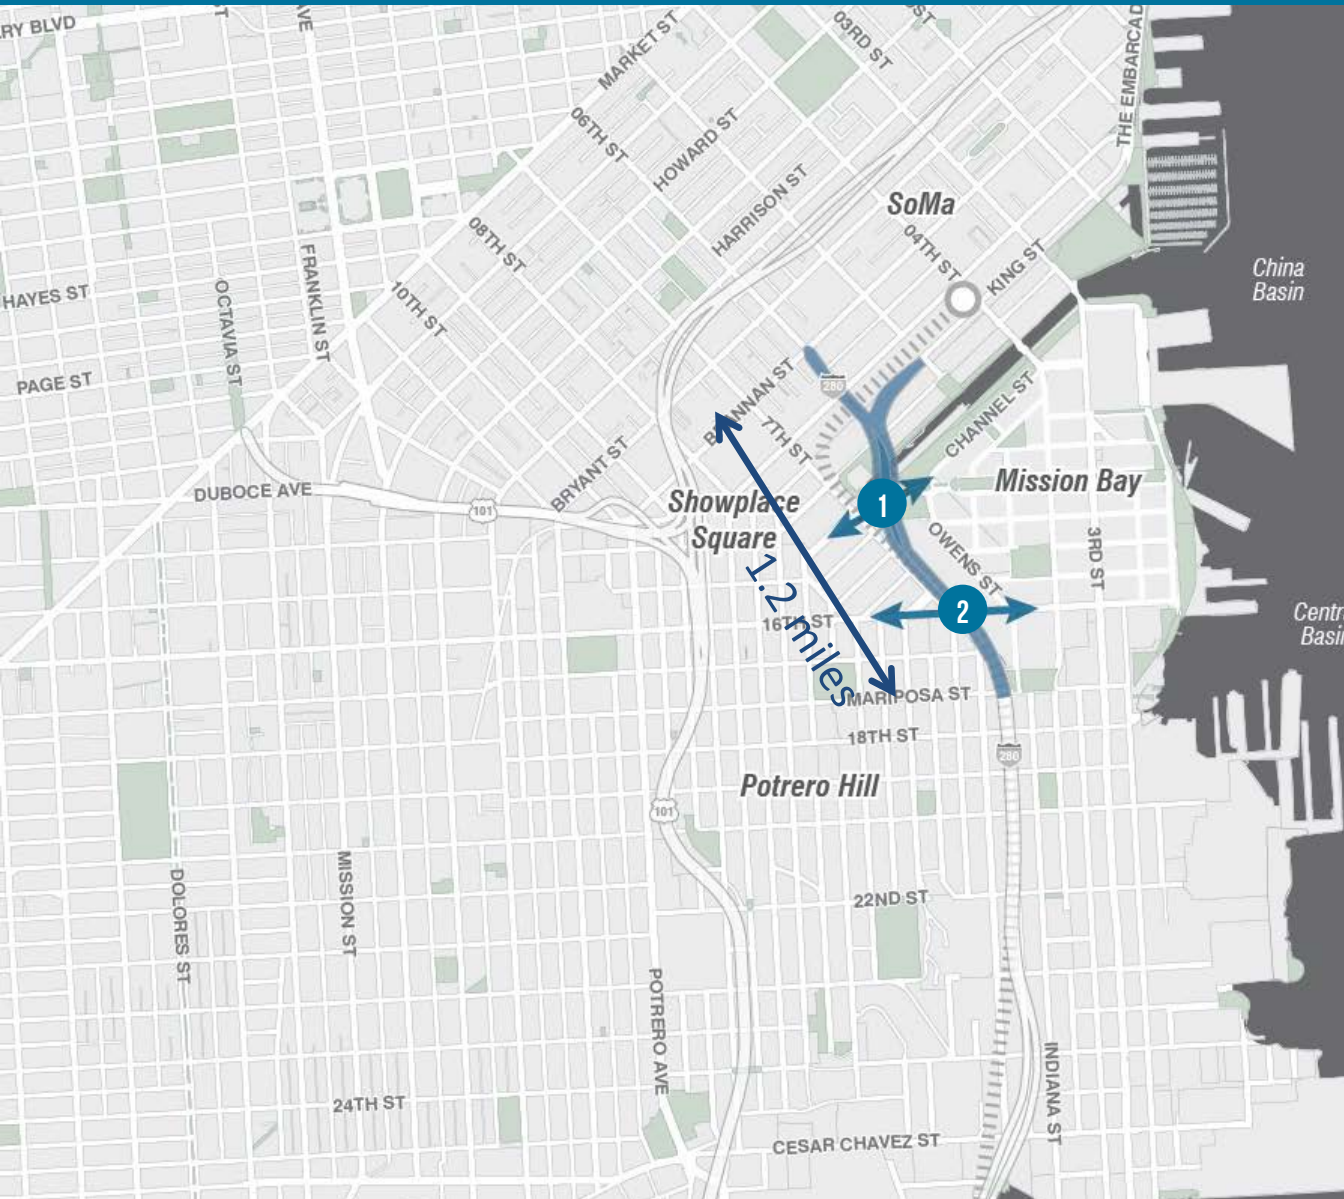 RY BLVD
ST
AVE
MARKET ST
03RD ST
OST
THE EMBARCAD
06TH ST
HOWARD ST
HARRISON ST
SoMa
08TH ST
04TH ST
KING ST
China
Basin
HAYES ST
OCTAVIA ST
FRANKLIN ST
10TH ST
PAGE ST
280
BRANNAN ST
7TH ST
CHANNEL ST
BRYANT ST
Mission Bay
DUBOCE AVE
101
Showplace
Square
1
OWENS ST
3RD ST
1.2 miles
16TH ST
2
Centr
Basin
MARIPOSA ST
18TH ST
280
Potrero Hill
101
DOLORES ST
MISSION ST
22ND ST
POTRERO AVE
INDIANA ST
24TH ST
CESAR CHAVEZ ST